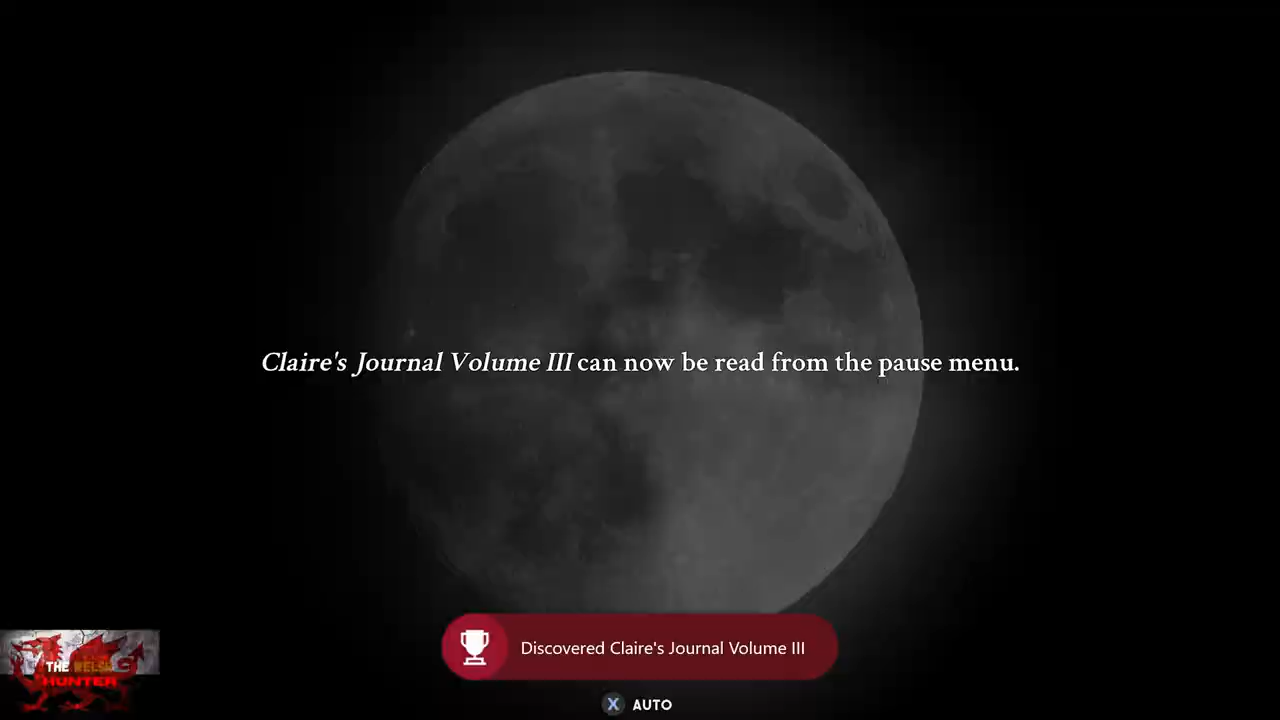 Claire's Journal Volume III can now be read from the pause menu.
Discovered Claire's Journal Volume III
X AUTO
THE WELSH
HUNTER